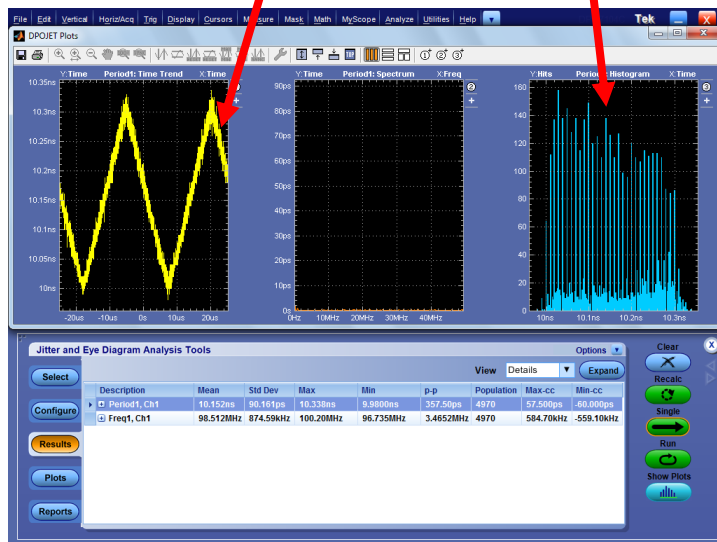 File Edit Vertical Horiz/Acq Trig Display Cursors Measure Mask Math MyScope Analyze Utilities Help Tek
DPOJET Plots
Y:Time Period1: Time Trend X:Time
10.35ns
10.3ns
10.25ns
10.2ns
10.15ns
10.1ns
10.05ns
10ns
-20us -10us 0s 10us 20us
Y:Time Period1: Spectrum X:Freq
2
90ps
80ps
70ps
60ps
50ps
40ps
30ps
20ps
10ps
0s
0Hz 10MHz 20MHz 30MHz 40MHz
Y:Hits Period1: Histogram X:Time
3
160
140
120
100
80
60
40
20
0
10ns 10.1ns 10.2ns 10.3ns
Jitter and Eye Diagram Analysis Tools Options
View Details Expand
Description Mean Std Dev Max Min p-p Population Max-cc Min-cc
Period1, Ch1 10.152ns 90.161ps 10.338ns 9.9800ns 357.50ps 4970 57.500ps -60.000ps
Freq1, Ch1 98.512MHz 874.59kHz 100.20MHz 96.735MHz 3.4652MHz 4970 584.70kHz -559.10kHz
Select
Configure
Results
Plots
Reports
Clear
Recalc
Single
Run
Show Plots